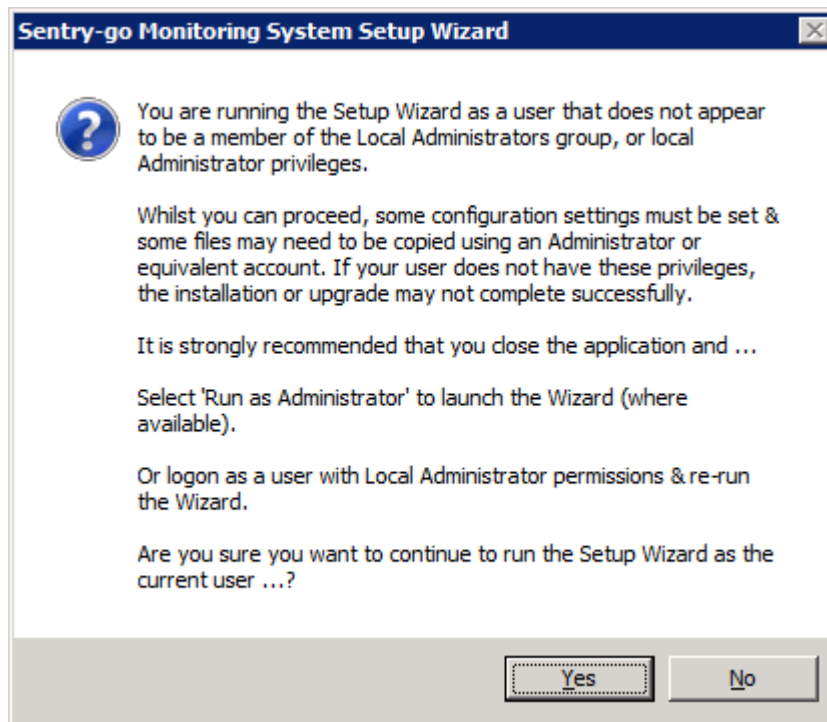 Sentry-go Monitoring System Setup Wizard
You are running the Setup Wizard as a user that does not appear
to be a member of the Local Administrators group, or local
Administrator privileges.
Whilst you can proceed, some configuration settings must be set &
some files may need to be copied using an Administrator or
equivalent account. If your user does not have these privileges,
the installation or upgrade may not complete successfully.
It is strongly recommended that you close the application and ...
Select 'Run as Administrator' to launch the Wizard (where
available).
Or logon as a user with Local Administrator permissions & re-run
the Wizard.
Are you sure you want to continue to run the Setup Wizard as the
current user ...?
Yes
No